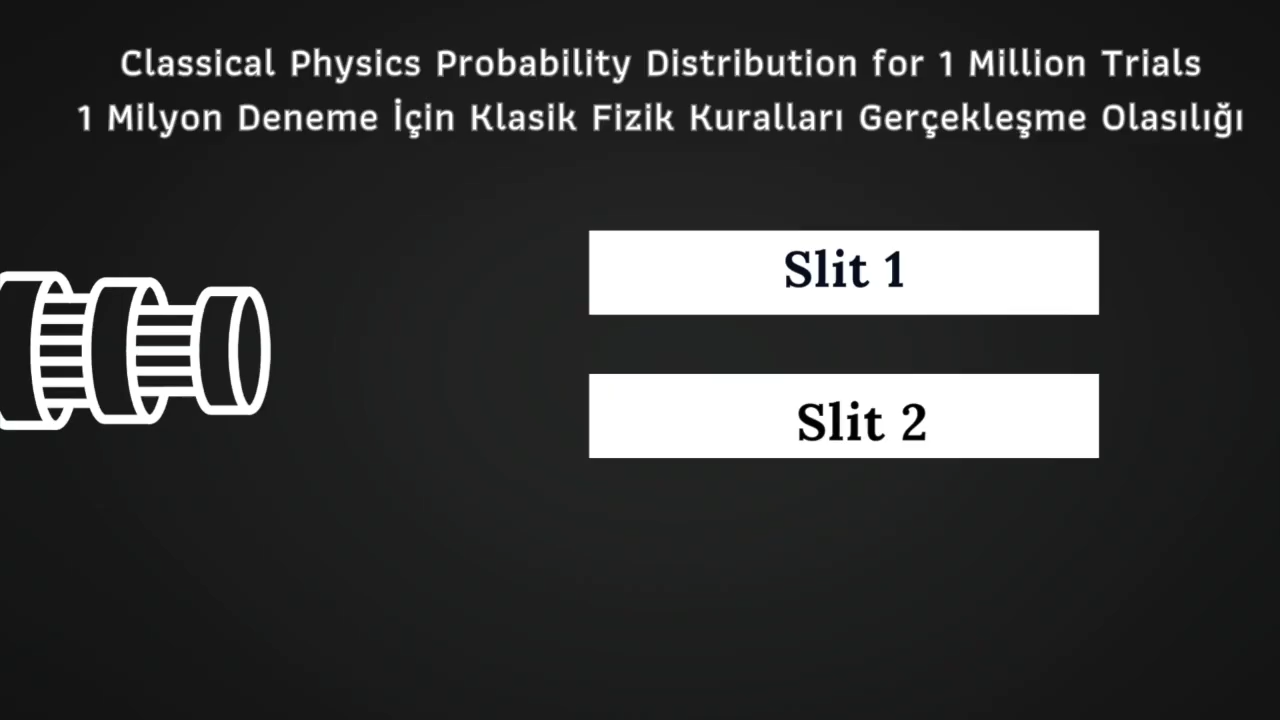 Classical Physics Probability Distribution for 1 Million Trials
1 Milyon Deneme İçin Klasik Fizik Kuralları Gerçekleşme Olasılığı
Slit 1
Slit 2